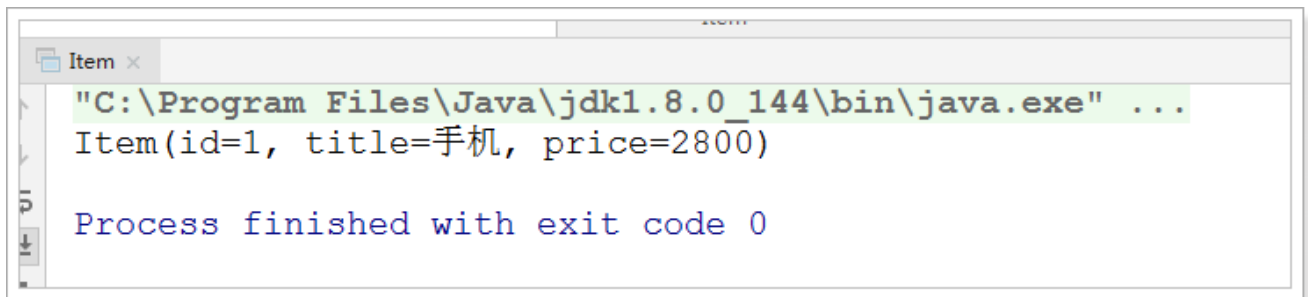 Item
"C:\Program Files\Java\jdk1.8.0_144\bin\java.exe" ...
Item(id=1, title=手机, price=2800)
Process finished with exit code 0